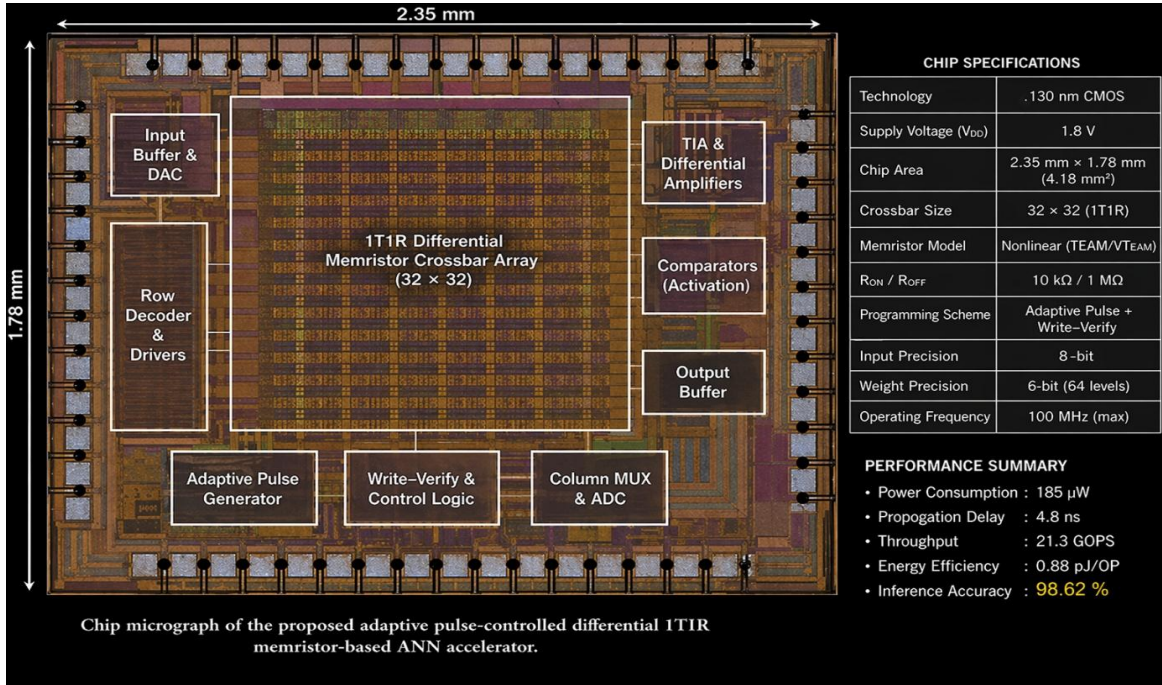 2.35 mm
1.78 mm
Input
Buffer &
DAC
Row
Decoder
&
Drivers
1T1R Differential
Memristor Crossbar Array
(32 × 32)
TIA &
Differential
Amplifiers
Comparators
(Activation)
Output
Buffer
Adaptive Pulse
Generator
Write–Verify &
Control Logic
Column MUX
& ADC
Chip micrograph of the proposed adaptive pulse-controlled differential 1T1R
memristor-based ANN accelerator.
CHIP SPECIFICATIONS
Technology .130 nm CMOS
Supply Voltage (VDD) 1.8 V
Chip Area 2.35 mm × 1.78 mm
(4.18 mm²)
Crossbar Size 32 × 32 (1T1R)
Memristor Model Nonlinear (TEAM/VTEAM)
RON / ROFF 10 kΩ / 1 MΩ
Programming Scheme Adaptive Pulse +
Write–Verify
Input Precision 8-bit
Weight Precision 6-bit (64 levels)
Operating Frequency 100 MHz (max)
PERFORMANCE SUMMARY
• Power Consumption : 185 µW
• Propogation Delay : 4.8 ns
• Throughput : 21.3 GOPS
• Energy Efficiency : 0.88 pJ/OP
• Inference Accuracy : 98.62 %